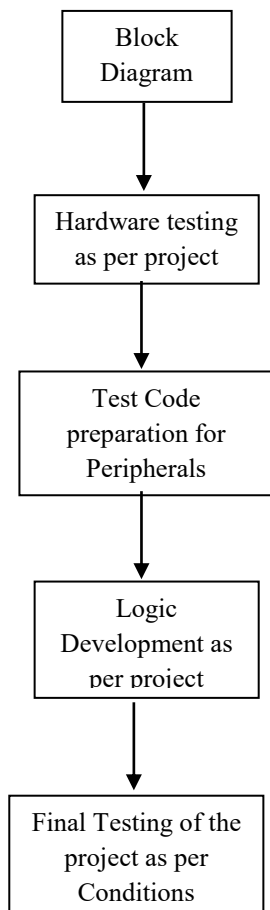 Block
Diagram
Hardware testing
as per project
Test Code
preparation for
Peripherals
Logic
Development as
per project
Final Testing of the
project as per
Conditions